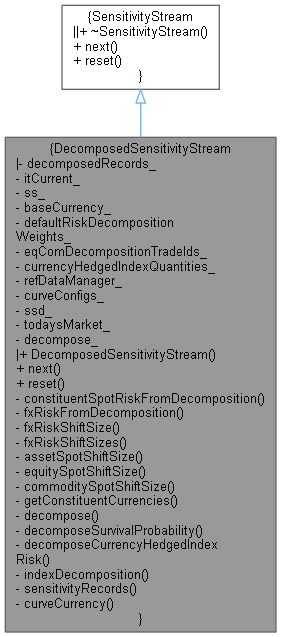 {SensitivityStream
||+ ~SensitivityStream()
+ next()
+ reset()
}
{DecomposedSensitivityStream
|- decomposedRecords_
- itCurrent_
- ss_
- baseCurrency_
- defaultRiskDecomposition
Weights_
- eqComDecompositionTradeIds_
- currencyHedgedIndexQuantities_
- refDataManager_
- curveConfigs_
- ssd_
- todaysMarket_
- decompose_
|+ DecomposedSensitivityStream()
+ next()
+ reset()
- constituentSpotRiskFromDecomposition()
- fxRiskFromDecomposition()
- fxRiskShiftSize()
- fxRiskShiftSizes()
- assetSpotShiftSize()
- equitySpotShiftSize()
- commoditySpotShiftSize()
- getConstituentCurrencies()
- decompose()
- decomposeSurvivalProbability()
- decomposeCurrencyHedgedIndex
Risk()
- indexDecomposition()
- sensitivityRecords()
- curveCurrency()
}